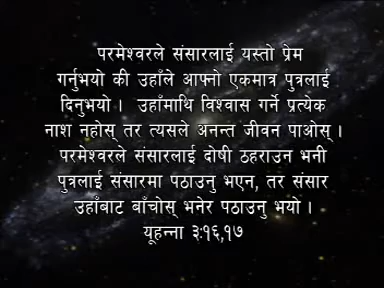 परमेश्वरले संसारलाई यस्तो प्रेम
गर्नुभयो की उहाँले आफ्नो एकमात्र पुत्रलाई
दिनुभयो । उहाँमाथि विश्वास गर्ने प्रत्येक
नाश नहोस् तर त्यसले अनन्त जीवन पाओस् ।
परमेश्वरले संसारलाई दोषी ठहराउन भनी
पुत्रलाई संसारमा पठाउनु भएन, तर संसार
उहाँबाट बाँचोस् भनेर पठाउनु भयो ।
यूहन्ना ३:१६,१७